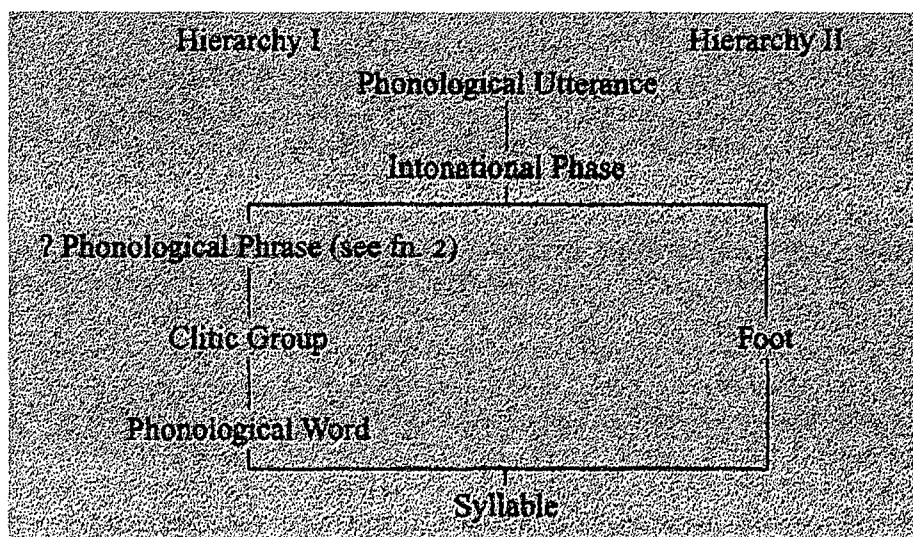 Hierarchy I Hierarchy II
Phonological Utterance
Intonational Phase
? Phonological Phrase (see fn. 2)
Clitic Group Foot
Phonological Word
Syllable